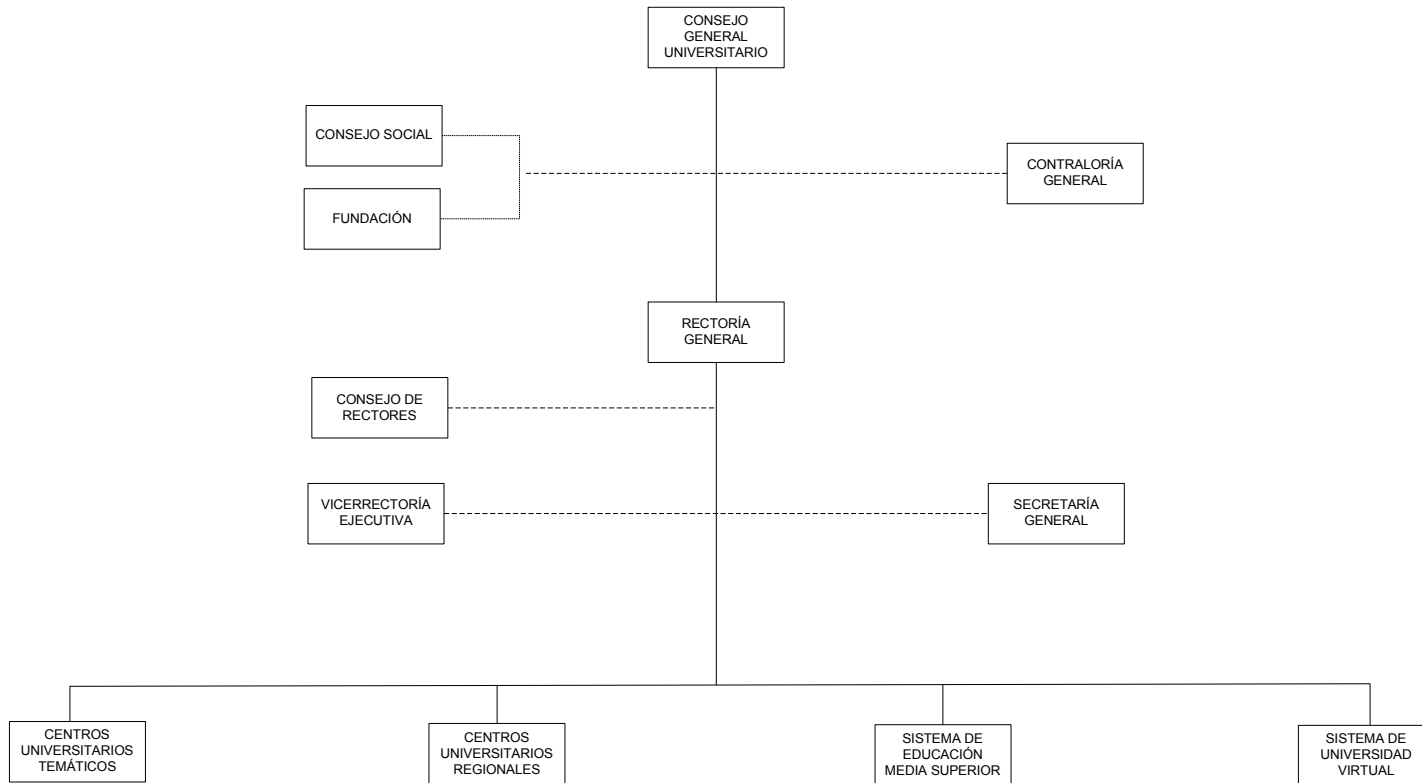 CONSEJO
GENERAL
UNIVERSITARIO
CONSEJO SOCIAL
CONTRALORÍA
GENERAL
FUNDACIÓN
RECTORÍA
GENERAL
CONSEJO DE
RECTORES
VICERRECTORÍA
EJECUTIVA
SECRETARÍA
GENERAL
CENTROS
UNIVERSITARIOS
TEMÁTICOS
CENTROS
UNIVERSITARIOS
REGIONALES
SISTEMA DE
EDUCACIÓN
MEDIA SUPERIOR
SISTEMA DE
UNIVERSIDAD
VIRTUAL